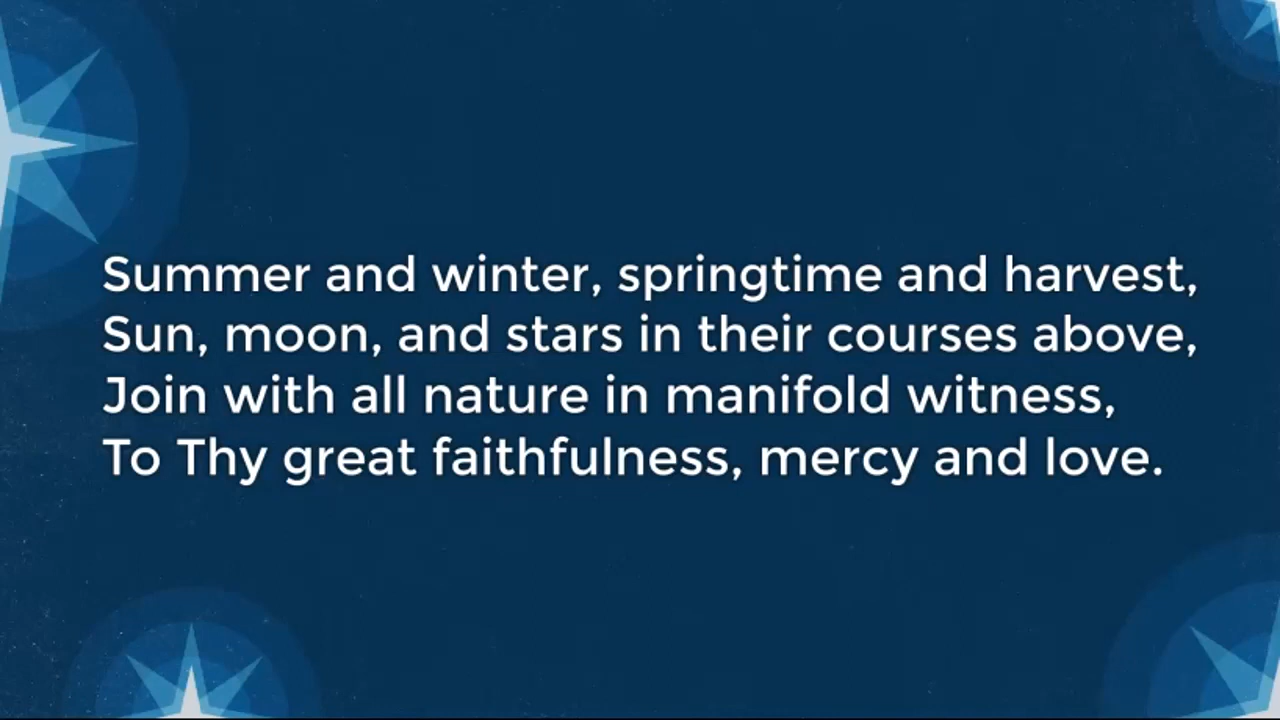 Summer and winter, springtime and harvest,
Sun, moon, and stars in their courses above,
Join with all nature in manifold witness,
To Thy great faithfulness, mercy and love.